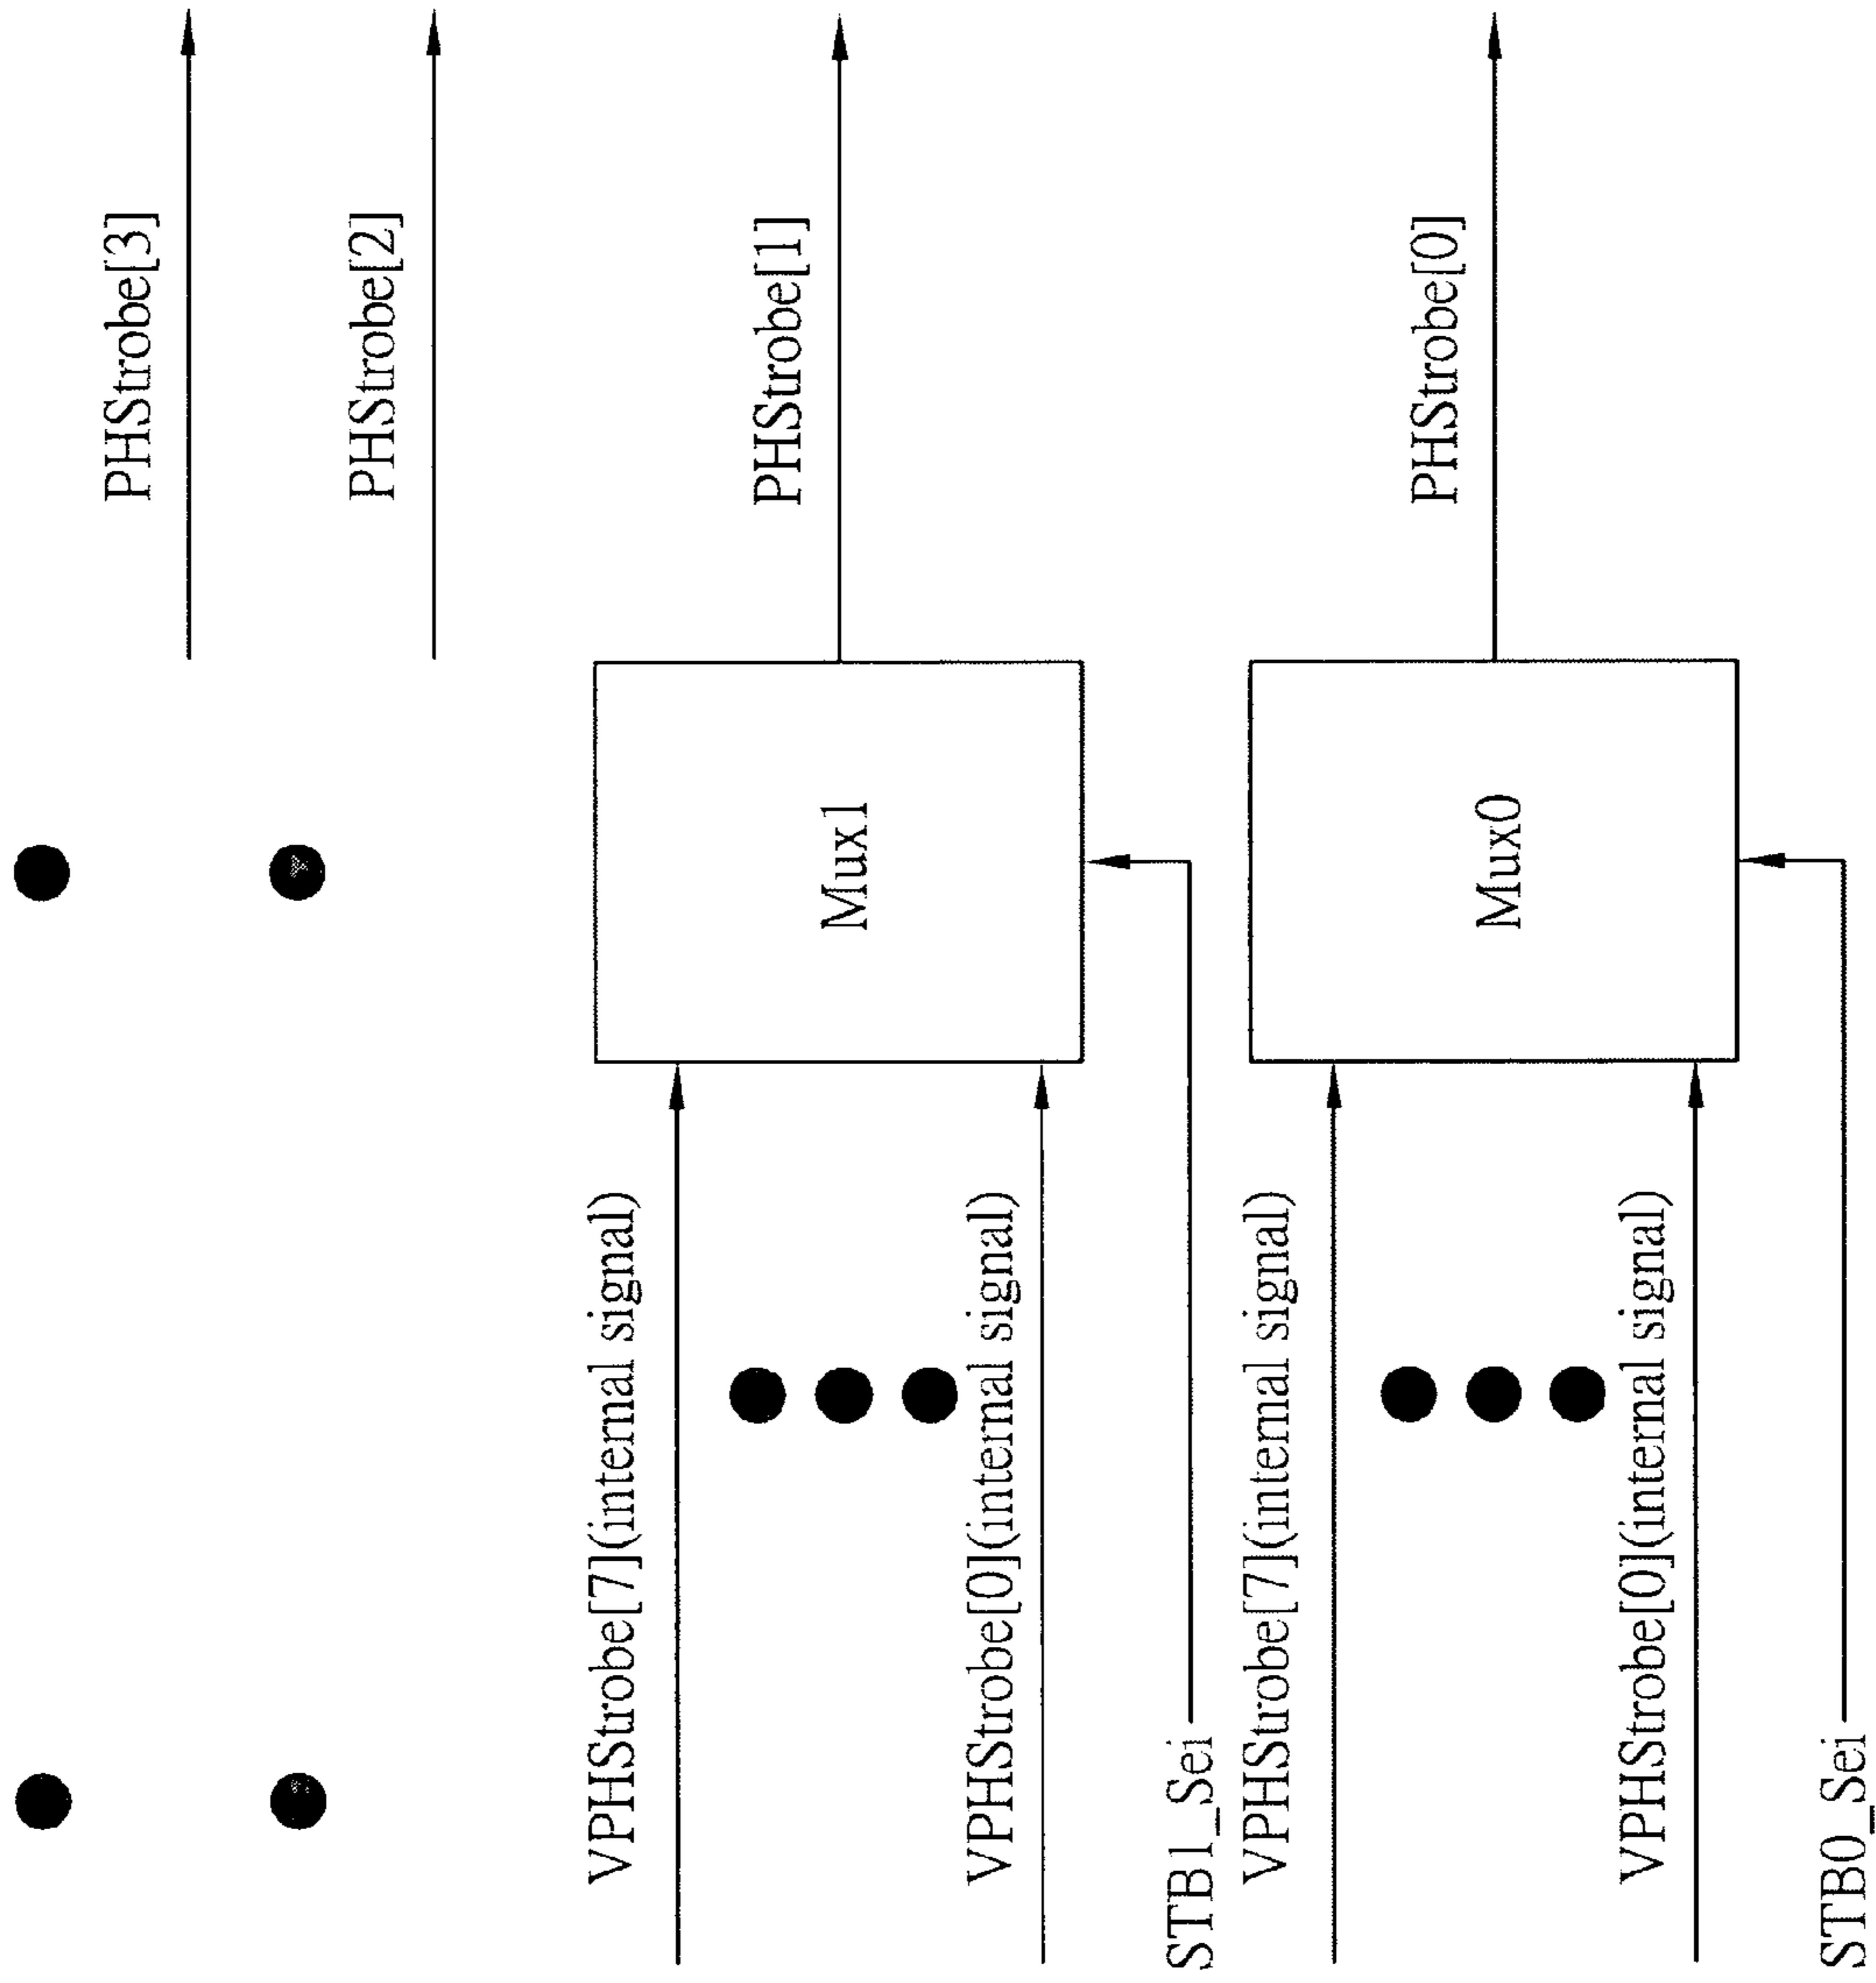 PHStrobe[3]
PHStrobe[2]
VPHStrobe[7](internal signal)
Mux1
PHStrobe[1]
VPHStrobe[0](internal signal)
STB1_Sei
VPHStrobe[7](internal signal)
Mux0
PHStrobe[0]
VPHStrobe[0](internal signal)
STB0_Sei